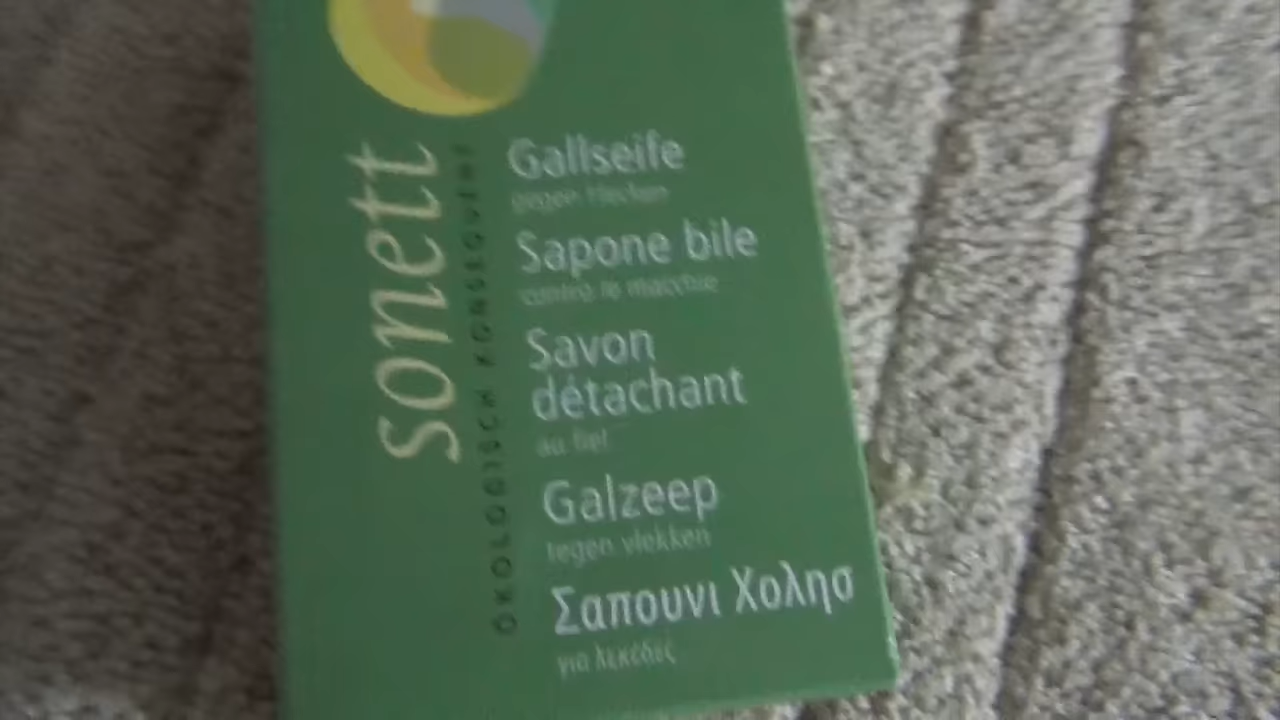 sonett
ÖKOLOGISCH KONSEQUENT
Gallseife
gegen Flecken
Sapone bile
contro le macchie
Savon
détachant
au fiel
Galzeep
tegen vlekken
Σαπουνι Χολησ
για λεκέδες